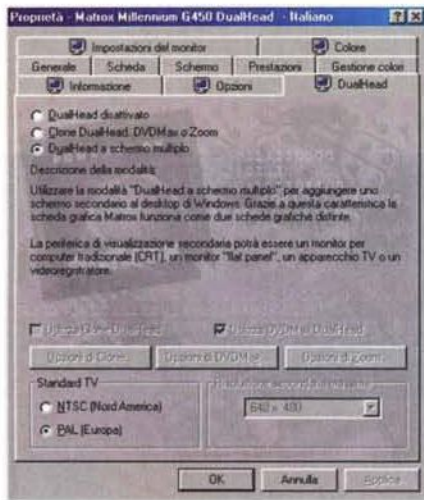 Proprietà - Matrox Millennium G450 DualHead - Italiano
Impostazioni del monitor
Colore
Generale
Scheda
Schermo
Prestazioni
Gestione colori
Informazione
Opzioni
DualHead
DualHead disattivato
Clone DualHead, DVDMax o Zoom
DualHead a schermo multiplo
Descrizione della modalità:
Utilizzare la modalità "DualHead a schermo multiplo" per aggiungere uno
schermo secondario al desktop di Windows. Grazie a questa caratteristica la
scheda grafica Matrox funziona come due schede grafiche distinte.
La periferica di visualizzazione secondaria potrà essere un monitor per
computer tradizionale (CRT), un monitor "flat panel", un apparecchio TV o un
videoregistratore.
Opzioni di Clone...
Opzioni di DVDMax...
Opzioni di Zoom...
Standard TV
NTSC (Nord America)
640 x 480
PAL (Europa)
OK
Annulla
Applica